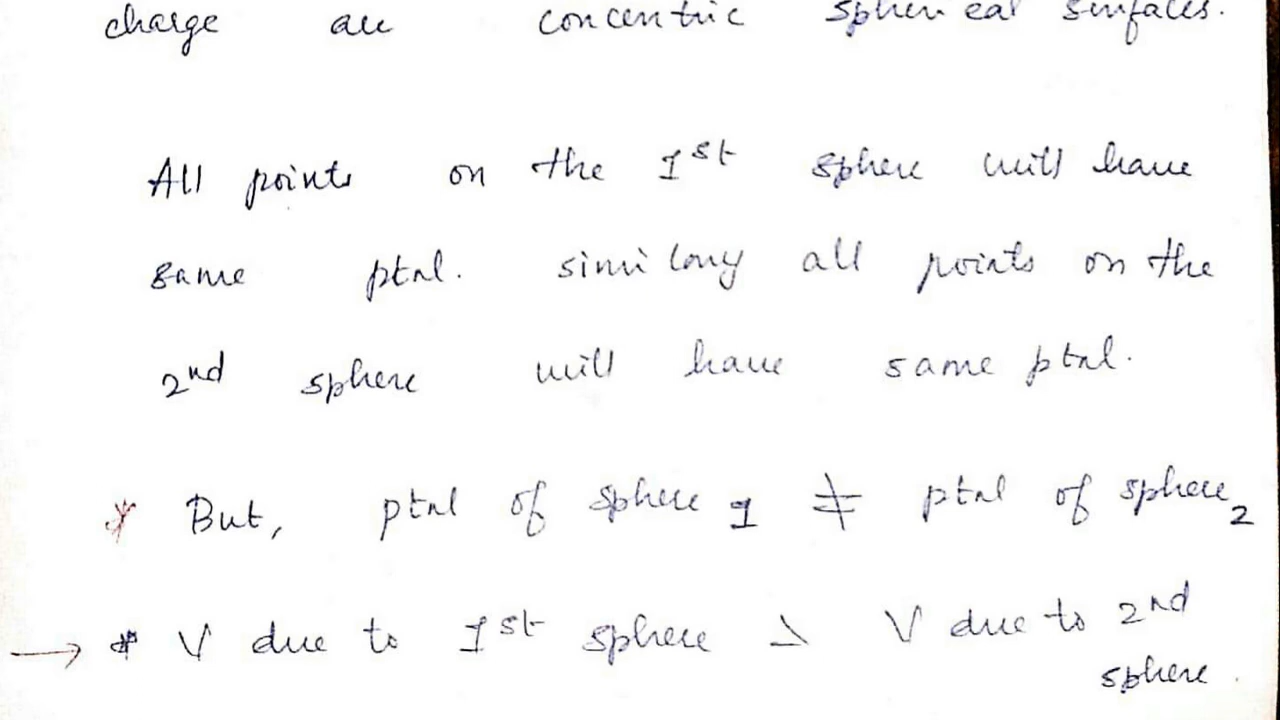 charge are concentric spherical surfaces.
All points on the 1st sphere will have
same ptnl. similary all points on the
2nd sphere will have same ptnl.
* But, ptnl of sphere 1 ≠ ptnl of sphere 2
→ * V due to 1st sphere > V due to 2nd
sphere.